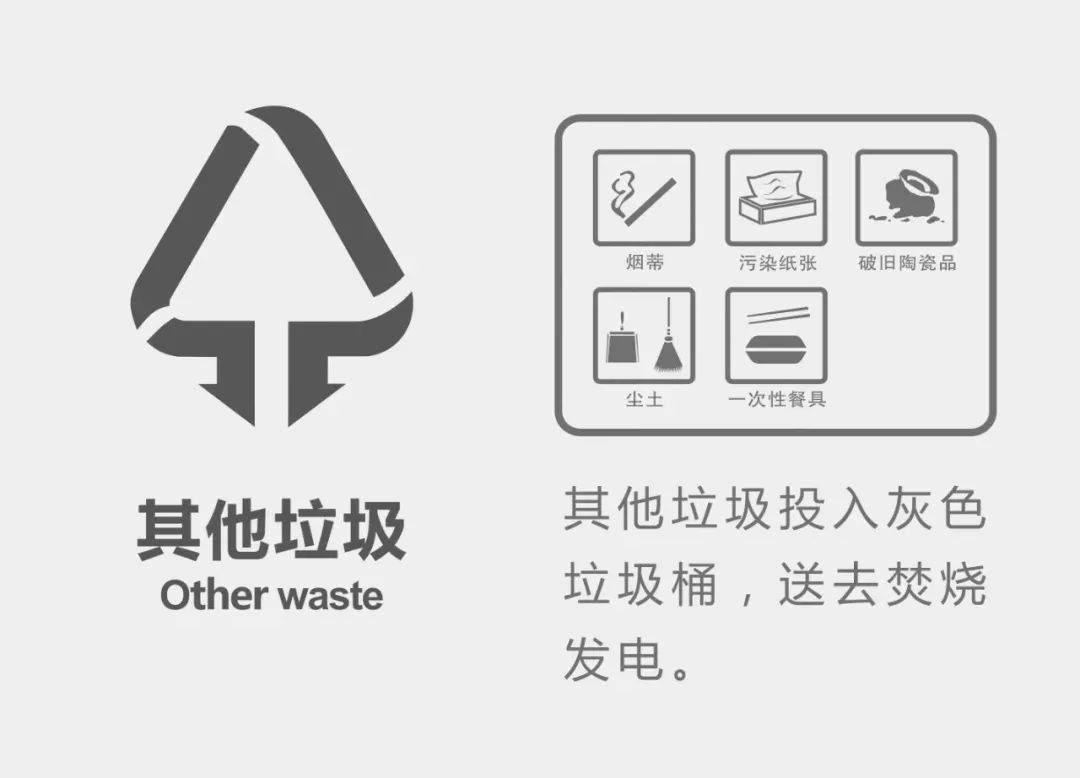 其他垃圾
Other waste
烟蒂
污染纸张
破旧陶瓷品
尘土
一次性餐具
其他垃圾投入灰色
垃圾桶，送去焚烧
发电。